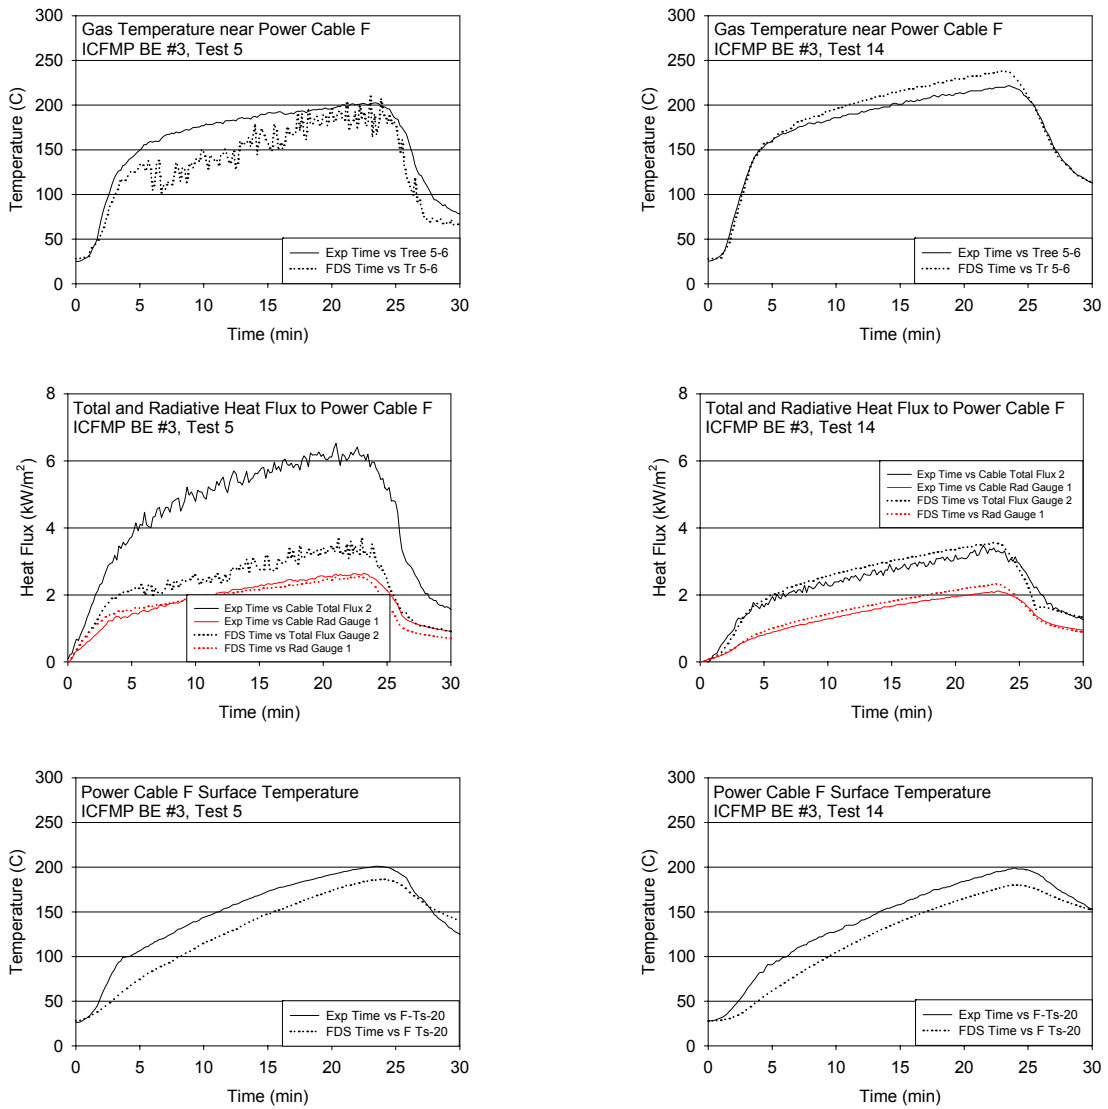 Gas Temperature near Power Cable F
ICFMP BE #3, Test 5
Temperature (C)
300
250
200
150
100
50
0
Exp Time vs Tree 5-6
FDS Time vs Tr 5-6
0 5 10 15 20 25 30
Time (min)
Gas Temperature near Power Cable F
ICFMP BE #3, Test 14
Temperature (C)
300
250
200
150
100
50
0
Exp Time vs Tree 5-6
FDS Time vs Tr 5-6
0 5 10 15 20 25 30
Time (min)
Total and Radiative Heat Flux to Power Cable F
ICFMP BE #3, Test 5
Heat Flux (kW/m²)
8
6
4
2
0
Exp Time vs Cable Total Flux 2
Exp Time vs Cable Rad Gauge 1
FDS Time vs Total Flux Gauge 2
FDS Time vs Rad Gauge 1
0 5 10 15 20 25 30
Time (min)
Total and Radiative Heat Flux to Power Cable F
ICFMP BE #3, Test 14
Heat Flux (kW/m²)
8
6
4
2
0
Exp Time vs Cable Total Flux 2
Exp Time vs Cable Rad Gauge 1
FDS Time vs Total Flux Gauge 2
FDS Time vs Rad Gauge 1
0 5 10 15 20 25 30
Time (min)
Power Cable F Surface Temperature
ICFMP BE #3, Test 5
Temperature (C)
300
250
200
150
100
50
0
Exp Time vs F-Ts-20
FDS Time vs F Ts-20
0 5 10 15 20 25 30
Time (min)
Power Cable F Surface Temperature
ICFMP BE #3, Test 14
Temperature (C)
300
250
200
150
100
50
0
Exp Time vs F-Ts-20
FDS Time vs F Ts-20
0 5 10 15 20 25 30
Time (min)